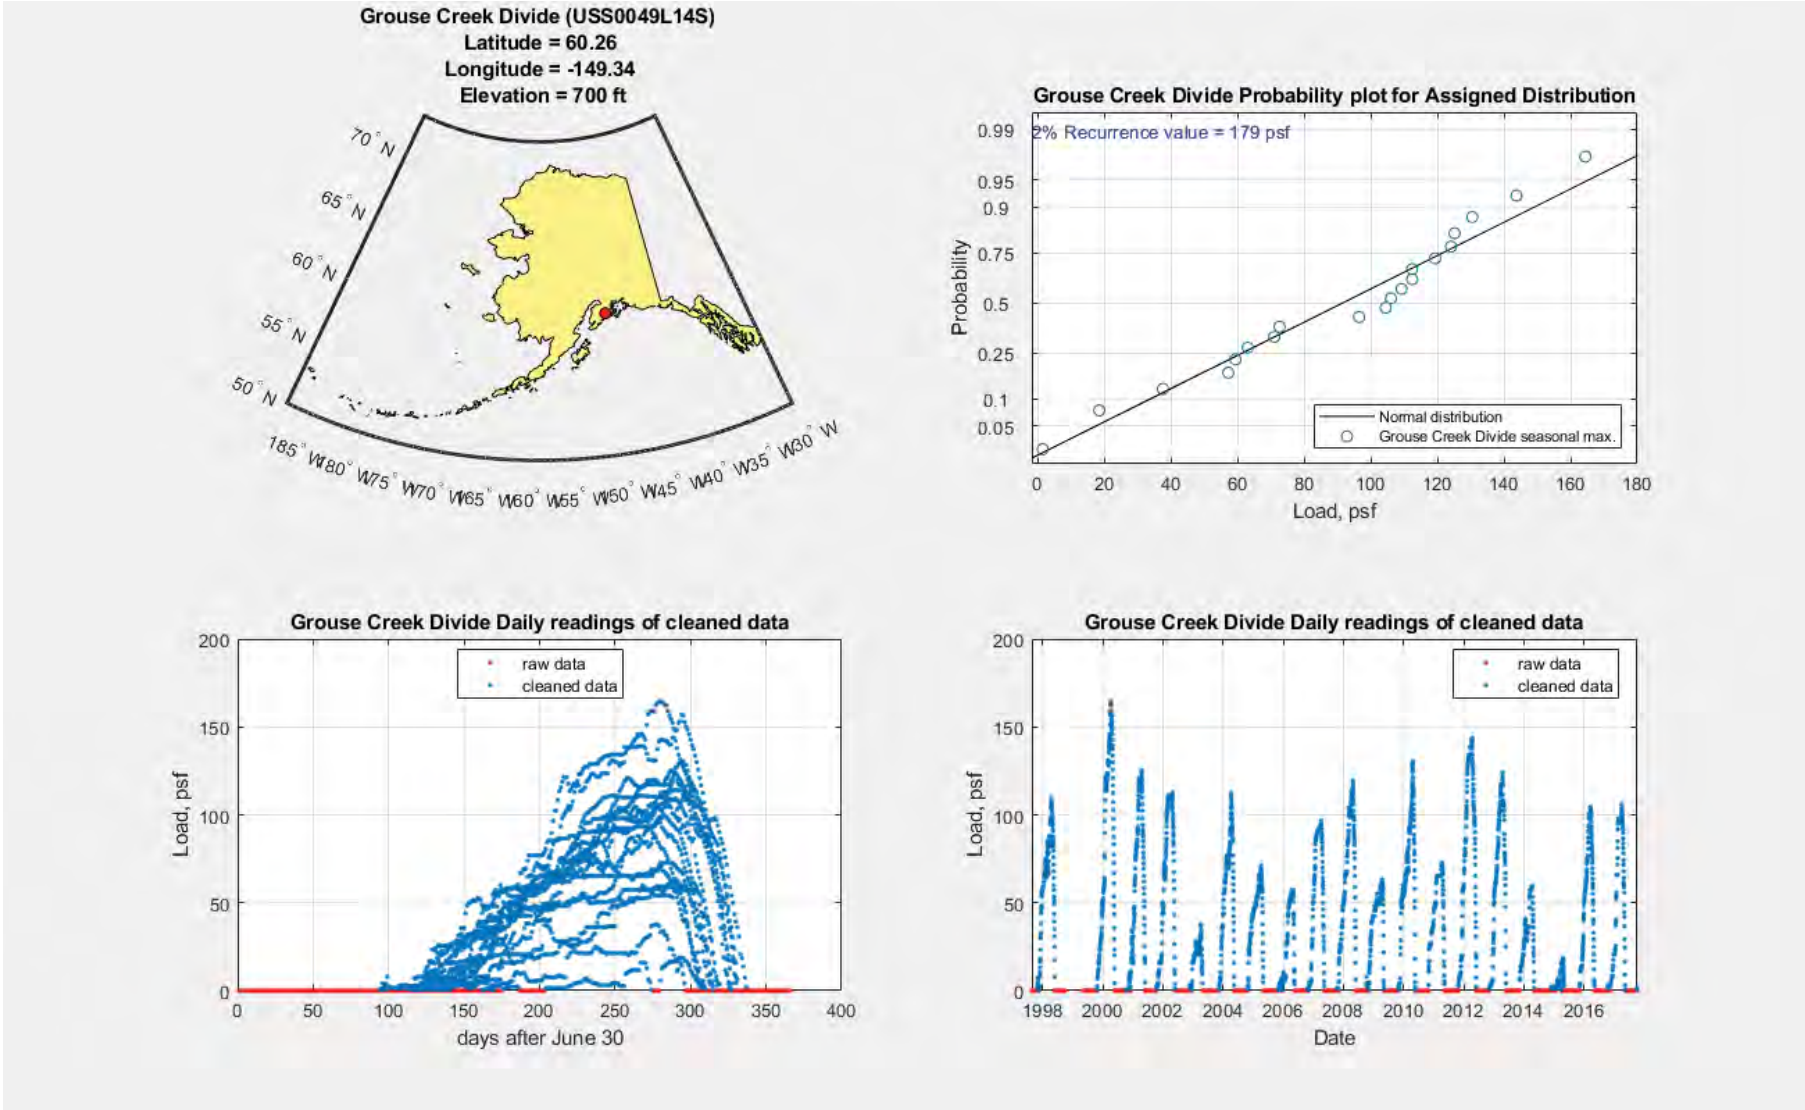 Grouse Creek Divide (USS0049L14S)
Latitude = 60.26
Longitude = -149.34
Elevation = 700 ft
70° N
65° N
60° N
55° N
50° N
185° W
180° W
175° W
170° W
165° W
160° W
155° W
150° W
145° W
140° W
135° W
130° W
Grouse Creek Divide Probability plot for Assigned Distribution
2% Recurrence value = 179 psf
0.99
0.95
0.9
0.75
0.5
0.25
0.1
0.05
Probability
Normal distribution
Grouse Creek Divide seasonal max.
0 20 40 60 80 100 120 140 160 180
Load, psf
Grouse Creek Divide Daily readings of cleaned data
raw data
cleaned data
200
150
100
50
0
Load, psf
0 50 100 150 200 250 300 350 400
days after June 30
Grouse Creek Divide Daily readings of cleaned data
raw data
cleaned data
200
150
100
50
0
Load, psf
1998 2000 2002 2004 2006 2008 2010 2012 2014 2016
Date